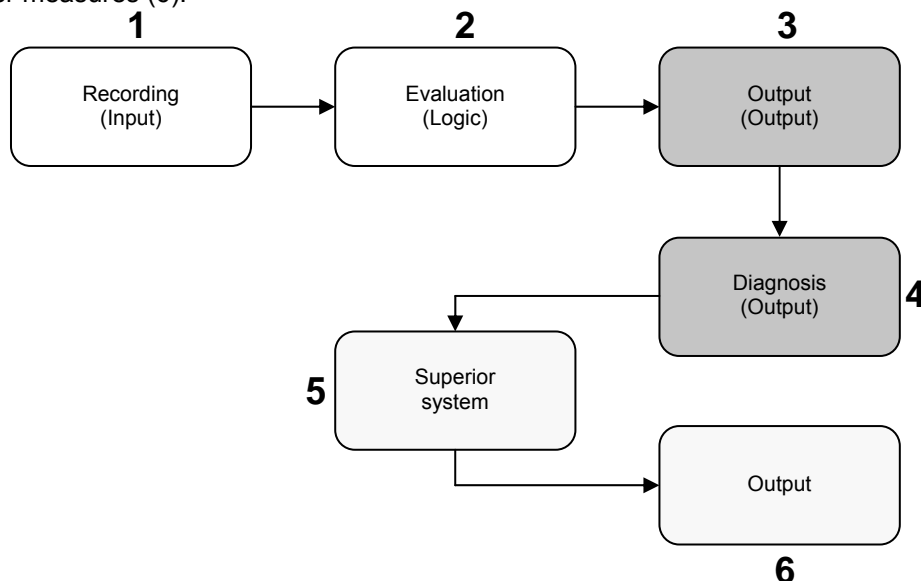 measures (6).
1
2
3
Recording
(Input)
Evaluation
(Logic)
Output
(Output)
Diagnosis
(Output)
4
5
Superior
system
Output
6